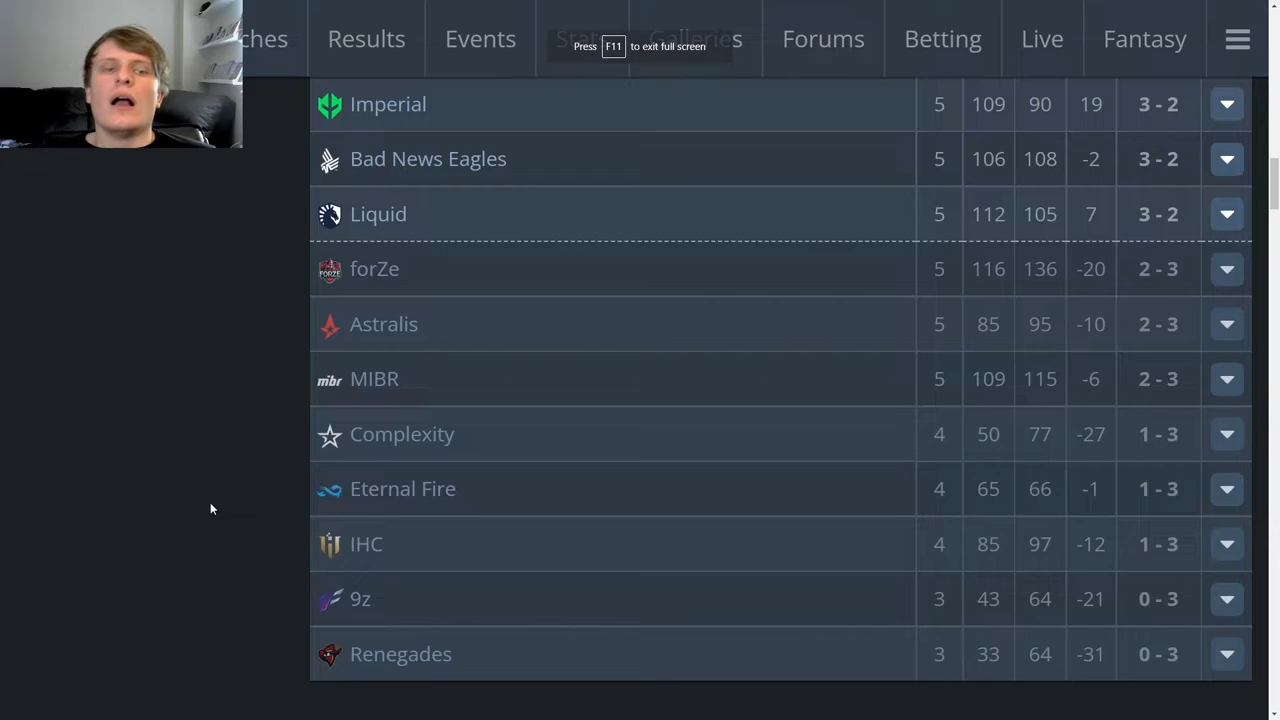 ches Results Events Stats Galleries Forums Betting Live Fantasy
Press F11 to exit full screen
Imperial 5 109 90 19 3 - 2
Bad News Eagles 5 106 108 -2 3 - 2
Liquid 5 112 105 7 3 - 2
FORZE forZe 5 116 136 -20 2 - 3
Astralis 5 85 95 -10 2 - 3
mibr MIBR 5 109 115 -6 2 - 3
Complexity 4 50 77 -27 1 - 3
Eternal Fire 4 65 66 -1 1 - 3
IHC 4 85 97 -12 1 - 3
9z 3 43 64 -21 0 - 3
Renegades 3 33 64 -31 0 - 3